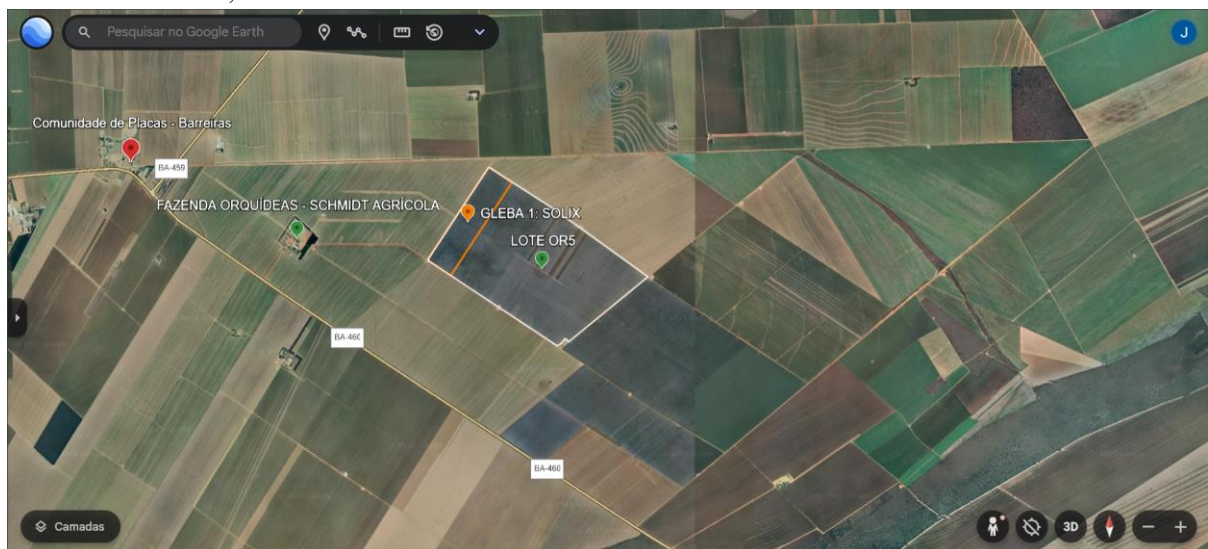 Pesquisar no Google Earth
J
Comunidade de Placas - Barreiras
BA-459
FAZENDA ORQUÍDEAS - SCHMIDT AGRÍCOLA
GLEBA 1: SOLIX
LOTE OR5
BA-460
BA-460
Camadas
3D